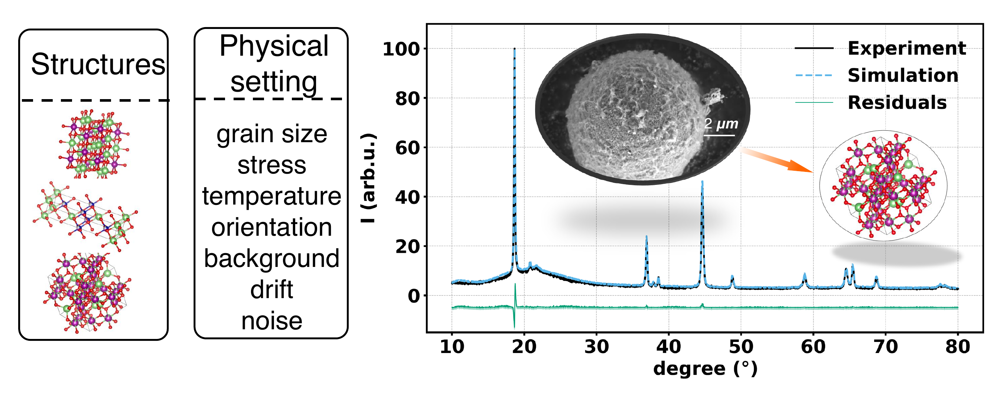 Structures
Physical
setting
grain size
stress
temperature
orientation
background
drift
noise
I (arb.u.)
100
80
60
40
20
0
Experiment
Simulation
Residuals
2 μm
10 20 30 40 50 60 70 80
degree (°)